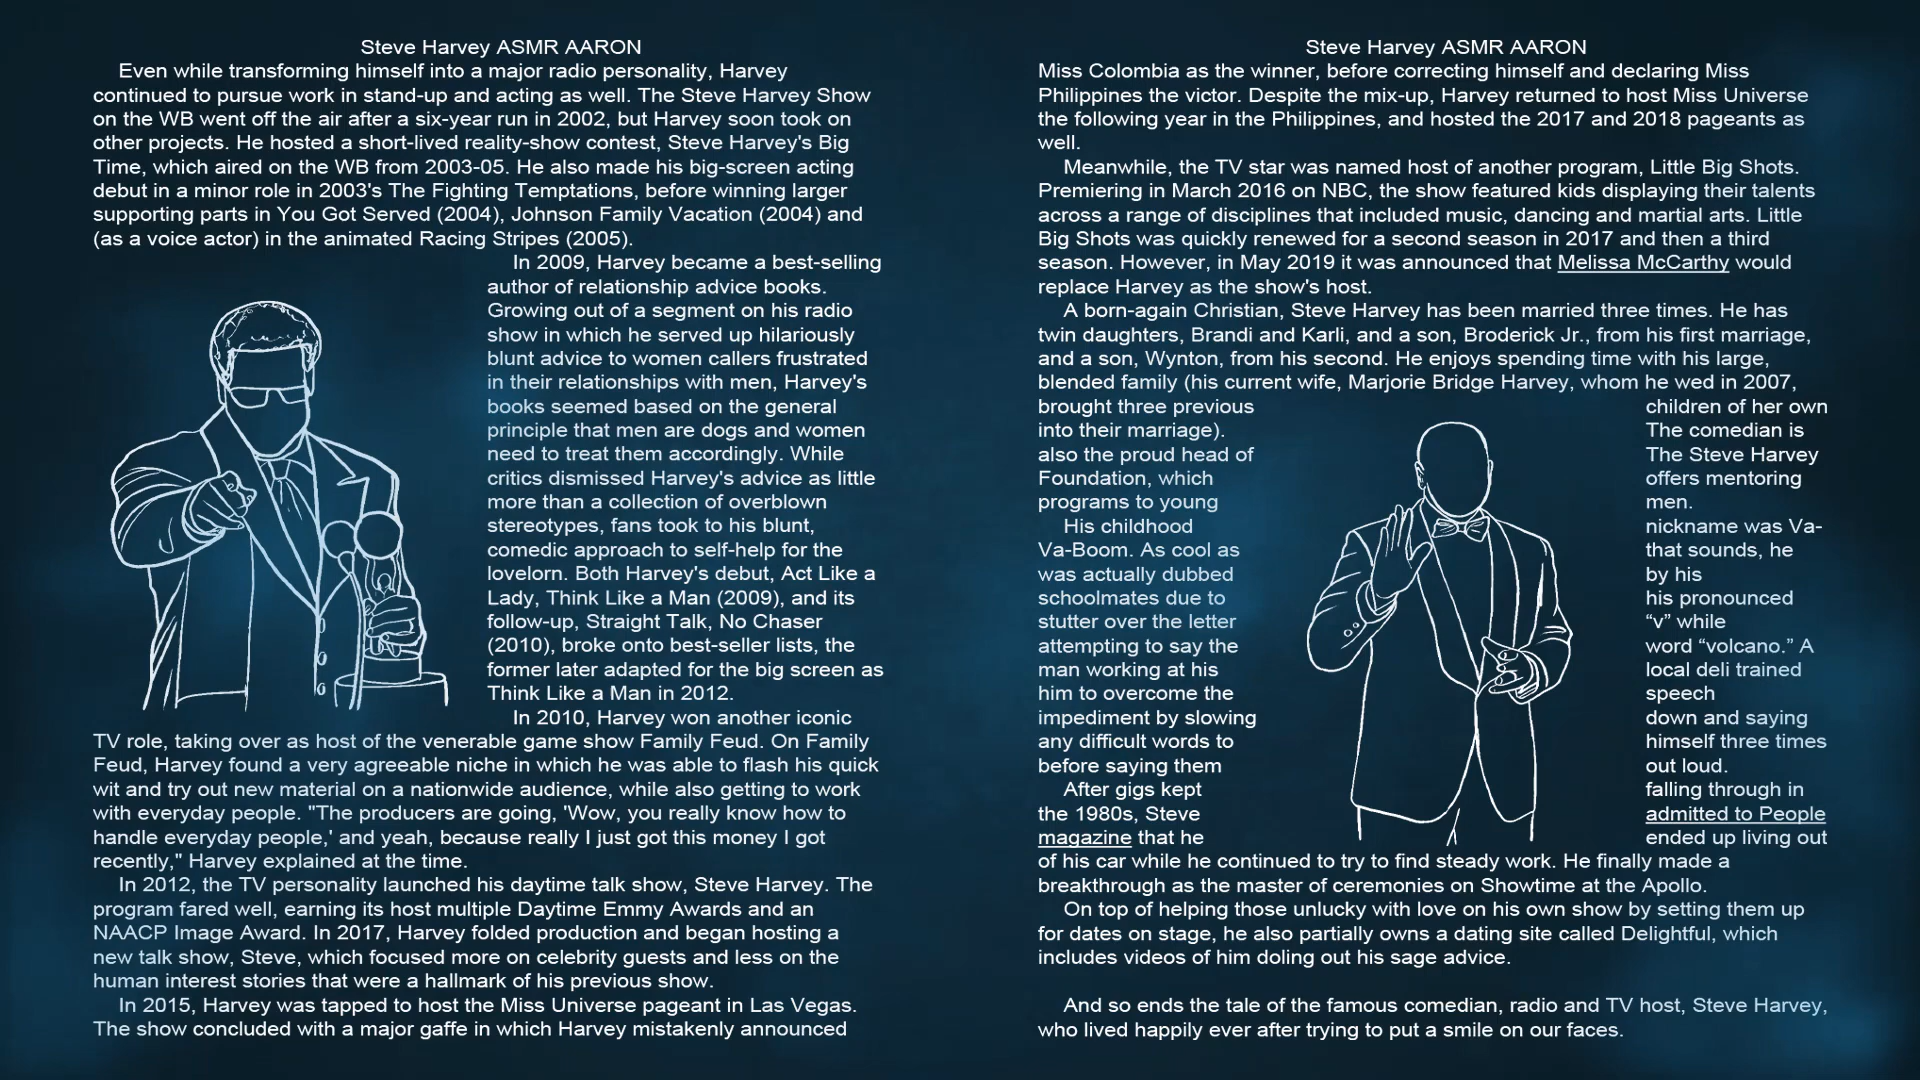 Steve Harvey ASMR AARON
Even while transforming himself into a major radio personality, Harvey
continued to pursue work in stand-up and acting as well. The Steve Harvey Show
on the WB went off the air after a six-year run in 2002, but Harvey soon took on
other projects. He hosted a short-lived reality-show contest, Steve Harvey's Big
Time, which aired on the WB from 2003-05. He also made his big-screen acting
debut in a minor role in 2003's The Fighting Temptations, before winning larger
supporting parts in You Got Served (2004), Johnson Family Vacation (2004) and
(as a voice actor) in the animated Racing Stripes (2005).
In 2009, Harvey became a best-selling
author of relationship advice books.
Growing out of a segment on his radio
show in which he served up hilariously
blunt advice to women callers frustrated
in their relationships with men, Harvey's
books seemed based on the general
principle that men are dogs and women
need to treat them accordingly. While
critics dismissed Harvey's advice as little
more than a collection of overblown
stereotypes, fans took to his blunt,
comedic approach to self-help for the
lovelorn. Both Harvey's debut, Act Like a
Lady, Think Like a Man (2009), and its
follow-up, Straight Talk, No Chaser
(2010), broke onto best-seller lists, the
former later adapted for the big screen as
Think Like a Man in 2012.
In 2010, Harvey won another iconic
TV role, taking over as host of the venerable game show Family Feud. On Family
Feud, Harvey found a very agreeable niche in which he was able to flash his quick
wit and try out new material on a nationwide audience, while also getting to work
with everyday people. "The producers are going, 'Wow, you really know how to
handle everyday people,' and yeah, because really I just got this money I got
recently," Harvey explained at the time.
In 2012, the TV personality launched his daytime talk show, Steve Harvey. The
program fared well, earning its host multiple Daytime Emmy Awards and an
NAACP Image Award. In 2017, Harvey folded production and began hosting a
new talk show, Steve, which focused more on celebrity guests and less on the
human interest stories that were a hallmark of his previous show.
In 2015, Harvey was tapped to host the Miss Universe pageant in Las Vegas.
The show concluded with a major gaffe in which Harvey mistakenly announced
Steve Harvey ASMR AARON
Miss Colombia as the winner, before correcting himself and declaring Miss
Philippines the victor. Despite the mix-up, Harvey returned to host Miss Universe
the following year in the Philippines, and hosted the 2017 and 2018 pageants as
well.
Meanwhile, the TV star was named host of another program, Little Big Shots.
Premiering in March 2016 on NBC, the show featured kids displaying their talents
across a range of disciplines that included music, dancing and martial arts. Little
Big Shots was quickly renewed for a second season in 2017 and then a third
season. However, in May 2019 it was announced that Melissa McCarthy would
replace Harvey as the show's host.
A born-again Christian, Steve Harvey has been married three times. He has
twin daughters, Brandi and Karli, and a son, Broderick Jr., from his first marriage,
and a son, Wynton, from his second. He enjoys spending time with his large,
blended family (his current wife, Marjorie Bridge Harvey, whom he wed in 2007,
brought three previous children of her own
into their marriage). The comedian is
also the proud head of The Steve Harvey
Foundation, which offers mentoring
programs to young men.
His childhood nickname was Va-
Va-Boom. As cool as that sounds, he
was actually dubbed by his
schoolmates due to his pronounced
stutter over the letter “v” while
attempting to say the word “volcano.” A
man working at his local deli trained
him to overcome the speech
impediment by slowing down and saying
any difficult words to himself three times
before saying them out loud.
After gigs kept falling through in
the 1980s, Steve admitted to People
magazine that he ended up living out
of his car while he continued to try to find steady work. He finally made a
breakthrough as the master of ceremonies on Showtime at the Apollo.
On top of helping those unlucky with love on his own show by setting them up
for dates on stage, he also partially owns a dating site called Delightful, which
includes videos of him doling out his sage advice.
And so ends the tale of the famous comedian, radio and TV host, Steve Harvey,
who lived happily ever after trying to put a smile on our faces.